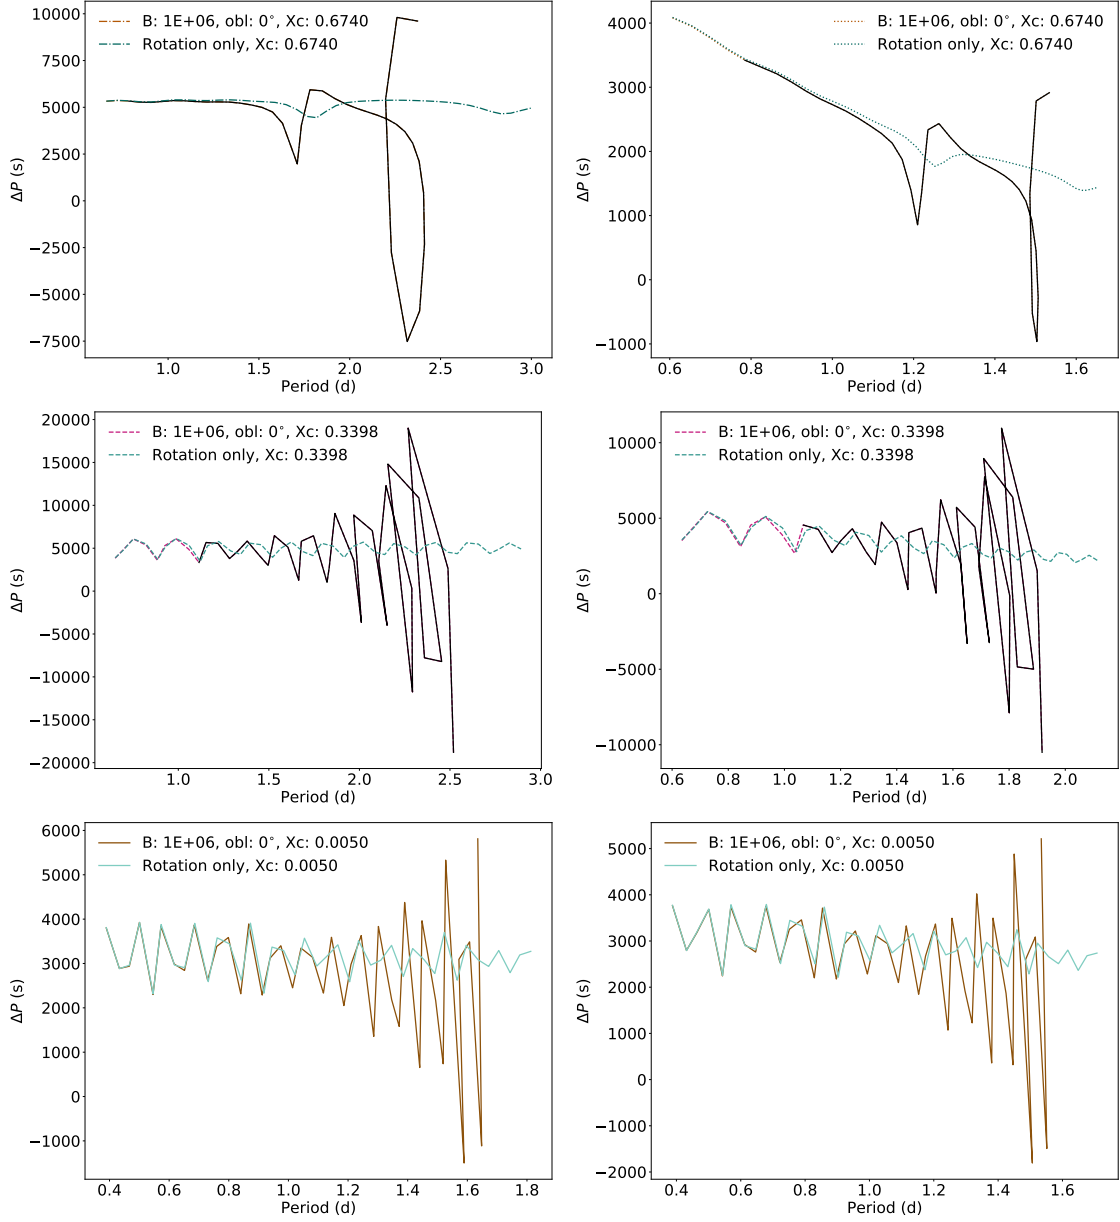 B: 1E+06, obl: 0°, Xc: 0.6740
Rotation only, Xc: 0.6740
10000
7500
5000
2500
0
−2500
−5000
−7500
ΔP (s)
1.0 1.5 2.0 2.5 3.0
Period (d)
B: 1E+06, obl: 0°, Xc: 0.6740
Rotation only, Xc: 0.6740
4000
3000
2000
1000
0
−1000
ΔP (s)
0.6 0.8 1.0 1.2 1.4 1.6
Period (d)
B: 1E+06, obl: 0°, Xc: 0.3398
Rotation only, Xc: 0.3398
20000
15000
10000
5000
0
−5000
−10000
−15000
−20000
ΔP (s)
1.0 1.5 2.0 2.5 3.0
Period (d)
B: 1E+06, obl: 0°, Xc: 0.3398
Rotation only, Xc: 0.3398
10000
5000
0
−5000
−10000
ΔP (s)
0.6 0.8 1.0 1.2 1.4 1.6 1.8 2.0
Period (d)
B: 1E+06, obl: 0°, Xc: 0.0050
Rotation only, Xc: 0.0050
6000
5000
4000
3000
2000
1000
0
−1000
ΔP (s)
0.4 0.6 0.8 1.0 1.2 1.4 1.6 1.8
Period (d)
B: 1E+06, obl: 0°, Xc: 0.0050
Rotation only, Xc: 0.0050
5000
4000
3000
2000
1000
0
−1000
−2000
ΔP (s)
0.4 0.6 0.8 1.0 1.2 1.4 1.6
Period (d)